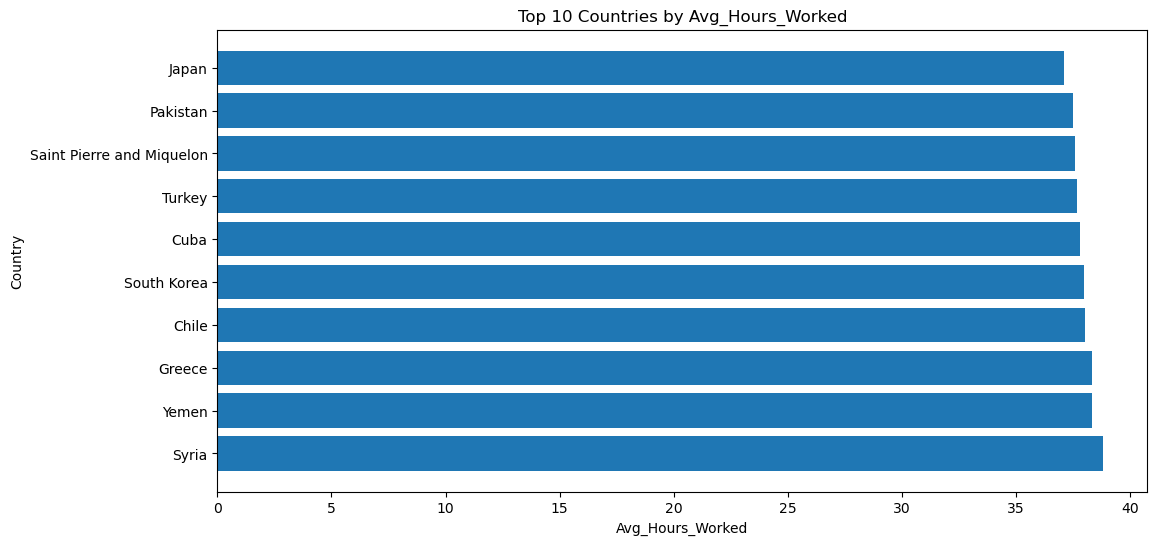 Top 10 Countries by Avg_Hours_Worked
Country
Japan
Pakistan
Saint Pierre and Miquelon
Turkey
Cuba
South Korea
Chile
Greece
Yemen
Syria
0 5 10 15 20 25 30 35 40
Avg_Hours_Worked